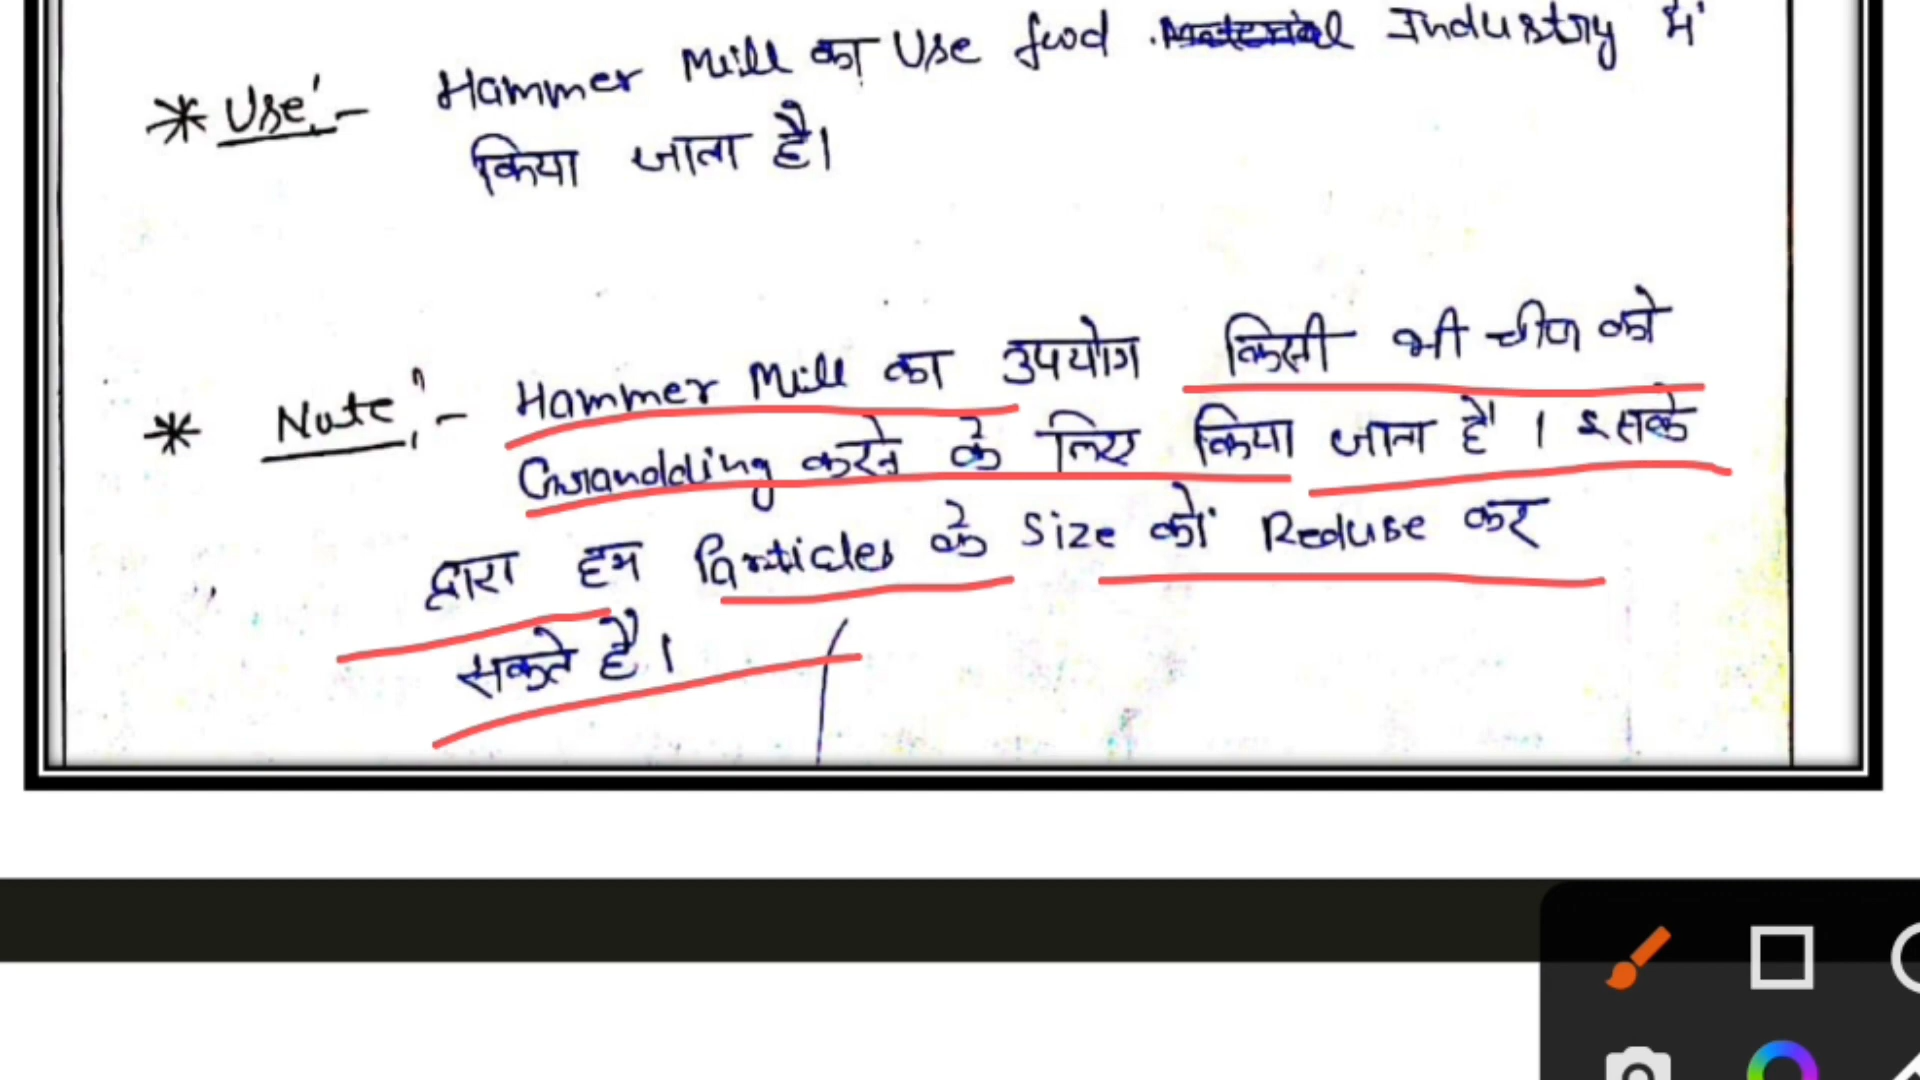 * Use:- Hammer Mill का Use food Material Industry में
किया जाता है।
* Note:- Hammer Mill का उपयोग किसी भी चीज को
Grandding करने के लिए किया जाता है । इसके
द्वारा हम Particles के Size को Reduse कर
सकते है।